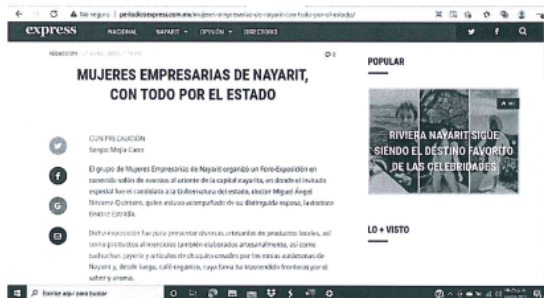 No seguro | periodicoexpress.com.mx/mujeres-empresarias-de-nayarit-con-todo-por-el-estado/
express NACIONAL NAYARIT OPINIÓN DIRECTORIO
REDACCIÓN
0
MUJERES EMPRESARIAS DE NAYARIT,
CON TODO POR EL ESTADO
CON PRECAUCIÓN
Sergio Mejía Cano
El grupo de Mujeres Empresarias de Nayarit organizó un Foro-Exposición en
conocido salón de eventos al oriente de la capital nayarita, en donde el invitado
especial fue el candidato a la Gubernatura del estado, doctor Miguel Ángel
Navarro Quintero, quien estuvo acompañado de su distinguida esposa, la doctora
Beatriz Estrada.
Dicha exposición fue para presentar diversas artesanías de productos locales, así
como productos alimenticios también elaborados artesanalmente, así como
joyería y artículos de chaquira creados por las etnias autóctonas de
Nayarit y, desde luego, café orgánico, cuya fama ha trascendido fronteras por el
sabor y aroma.
POPULAR
RIVIERA NAYARIT SIGUE
SIENDO EL DESTINO FAVORITO
DE LAS CELEBRIDADES
LO + VISTO
Escribe aquí para buscar